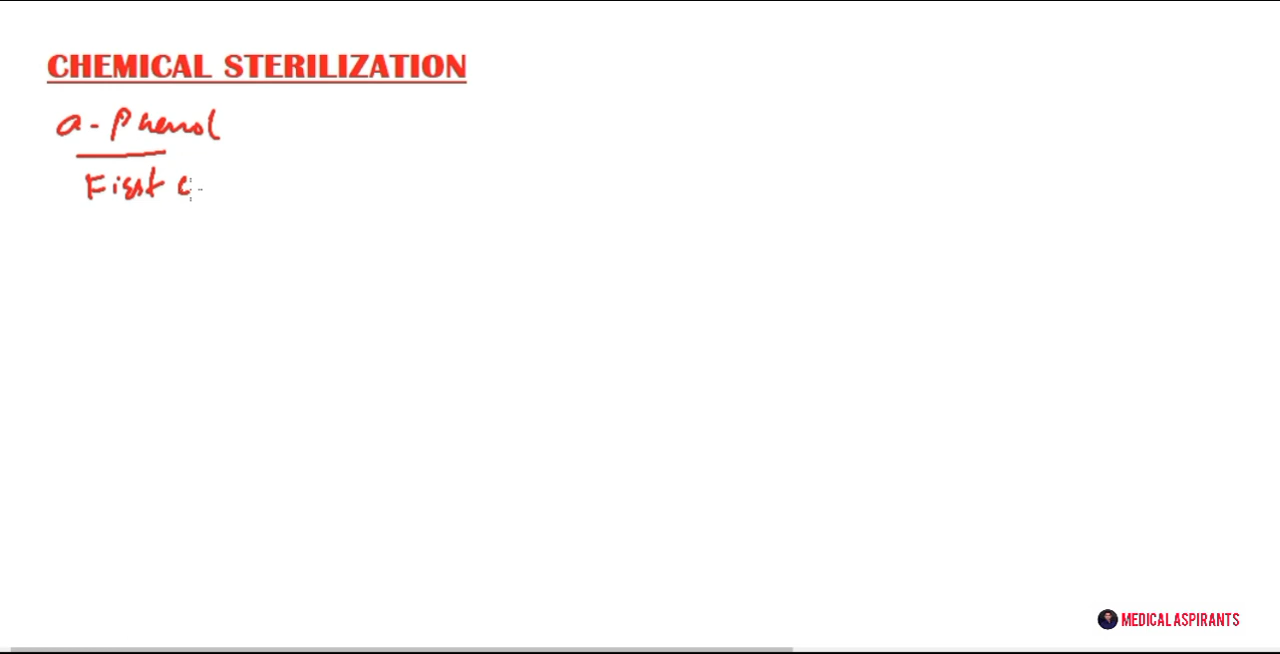 CHEMICAL STERILIZATION
a - Phenol
First c
MEDICAL ASPIRANTS